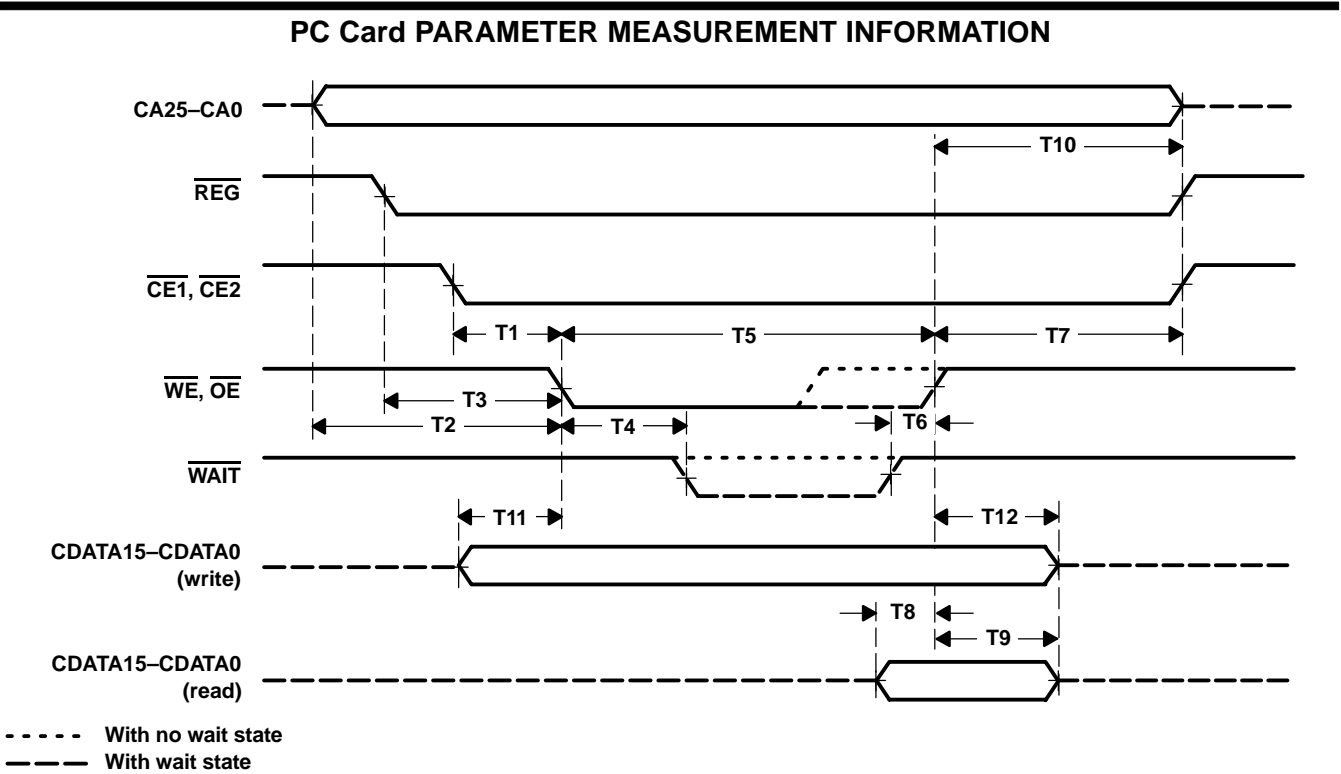 PC Card PARAMETER MEASUREMENT INFORMATION
CA25–CA0
T10
REG
CE1, CE2
T1
T5
T7
WE, OE
T3
T2
T4
T6
WAIT
T11
T12
CDATA15–CDATA0
(write)
T8
T9
CDATA15–CDATA0
(read)
With no wait state
With wait state